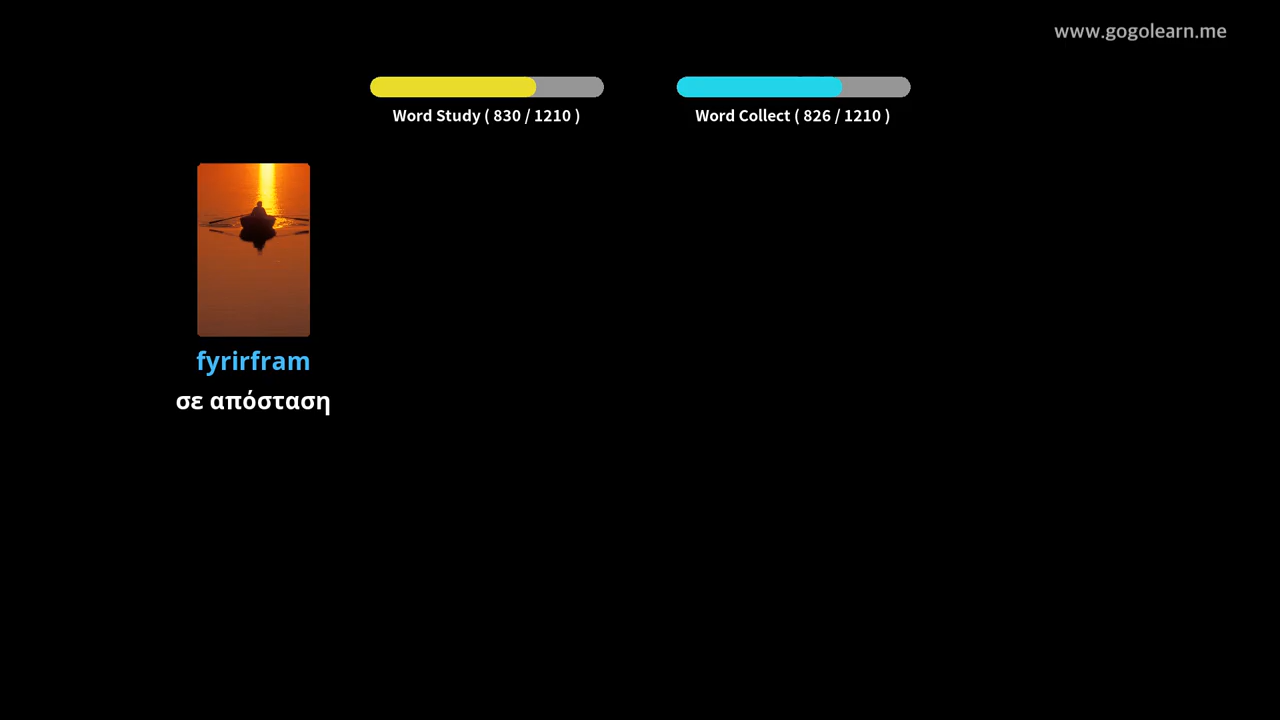 www.gogolearn.me
Word Study ( 830 / 1210 )
Word Collect ( 826 / 1210 )
fyrirfram
σε απόσταση